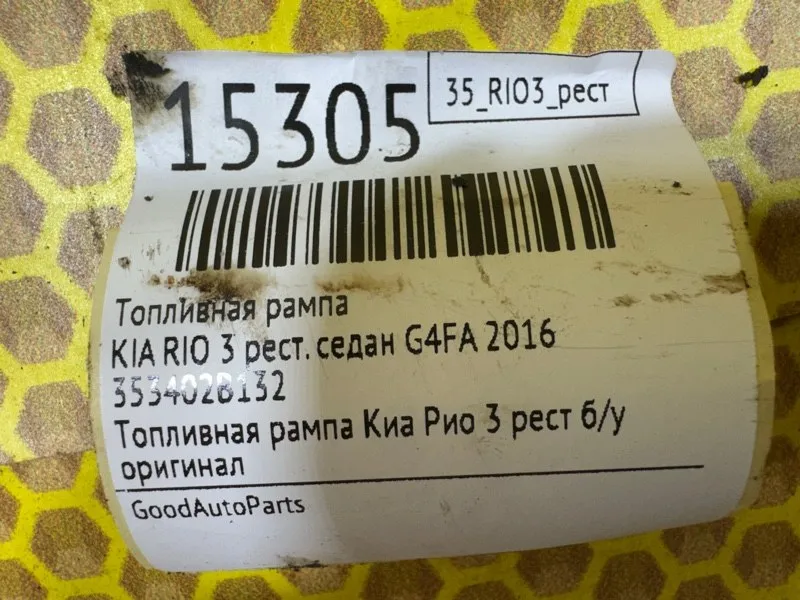 15305
35_RIO3_рест
Топливная рампа
KIA RIO 3 рест. седан G4FA 2016
353402B132
Топливная рампа Киа Рио 3 рест б/у
оригинал
GoodAutoParts